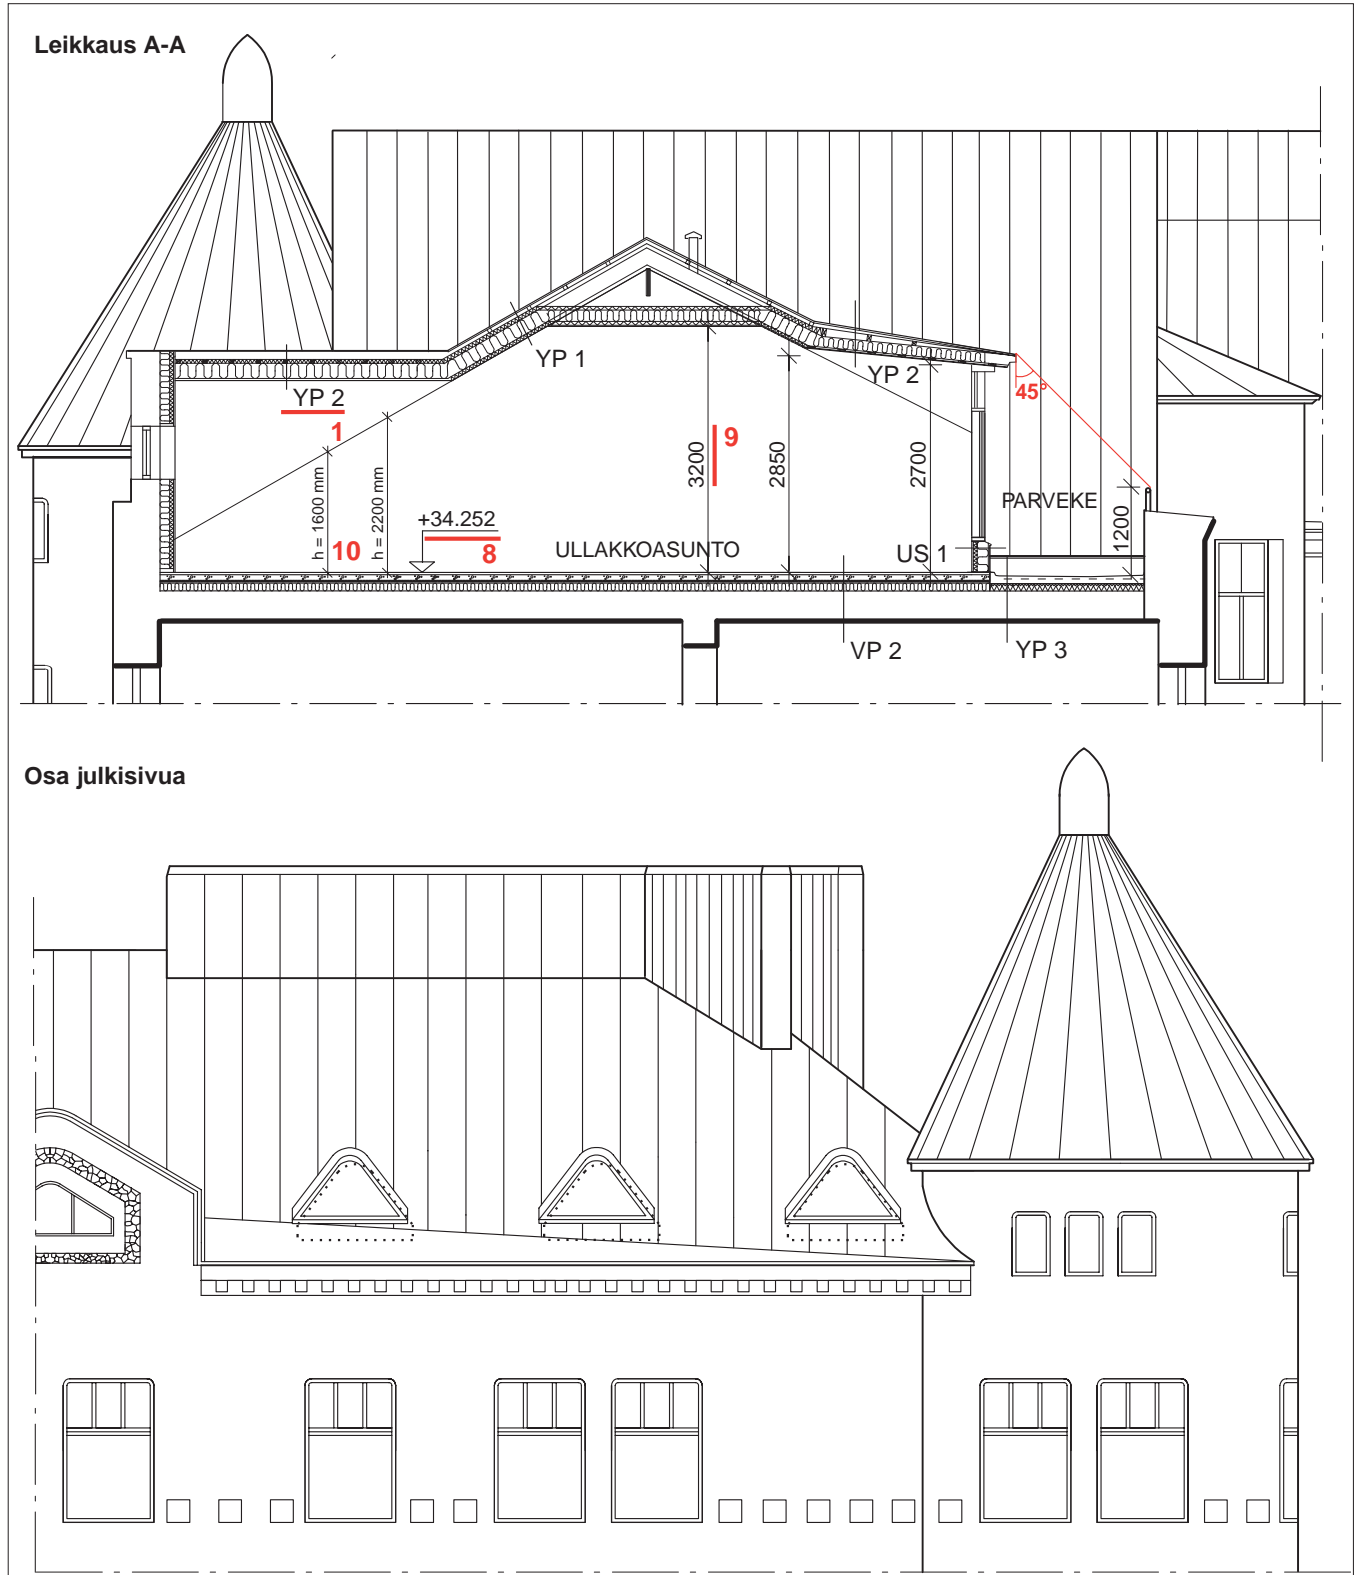 Leikkaus A-A
YP 1
YP 2
YP 2
45°
1
9
3200
2850
2700
h = 1600 mm
h = 2200 mm
PARVEKE
1200
+34.252
10
8
ULLAKKOASUNTO
US 1
VP 2
YP 3
Osa julkisivua